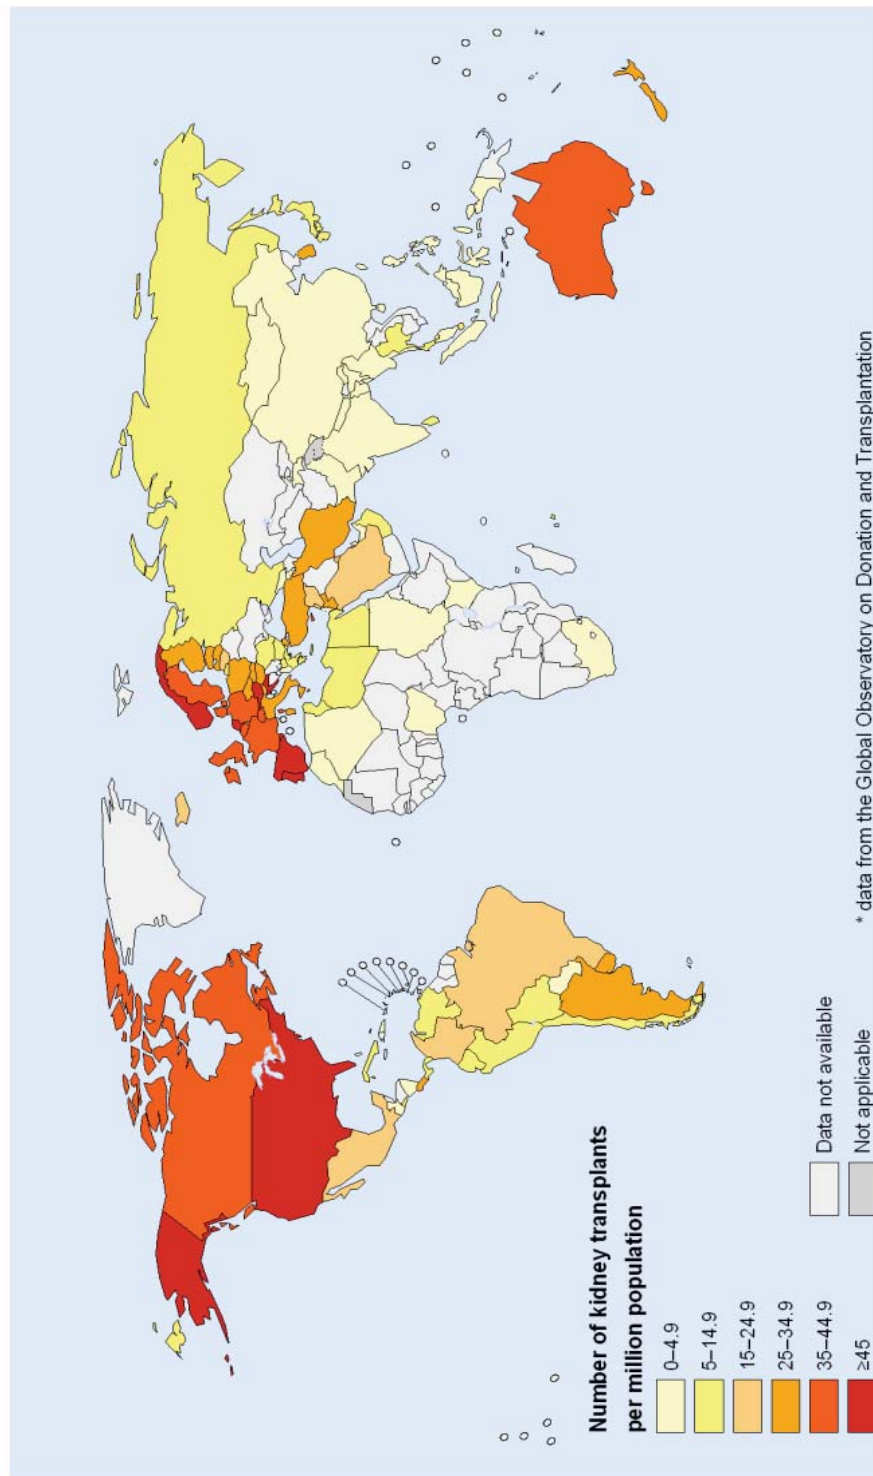 Number of kidney transplants
per million population
0–4.9
5–14.9
15–24.9
25–34.9
35–44.9
≥45
Data not available
Not applicable
* data from the Global Observatory on Donation and Transplantation